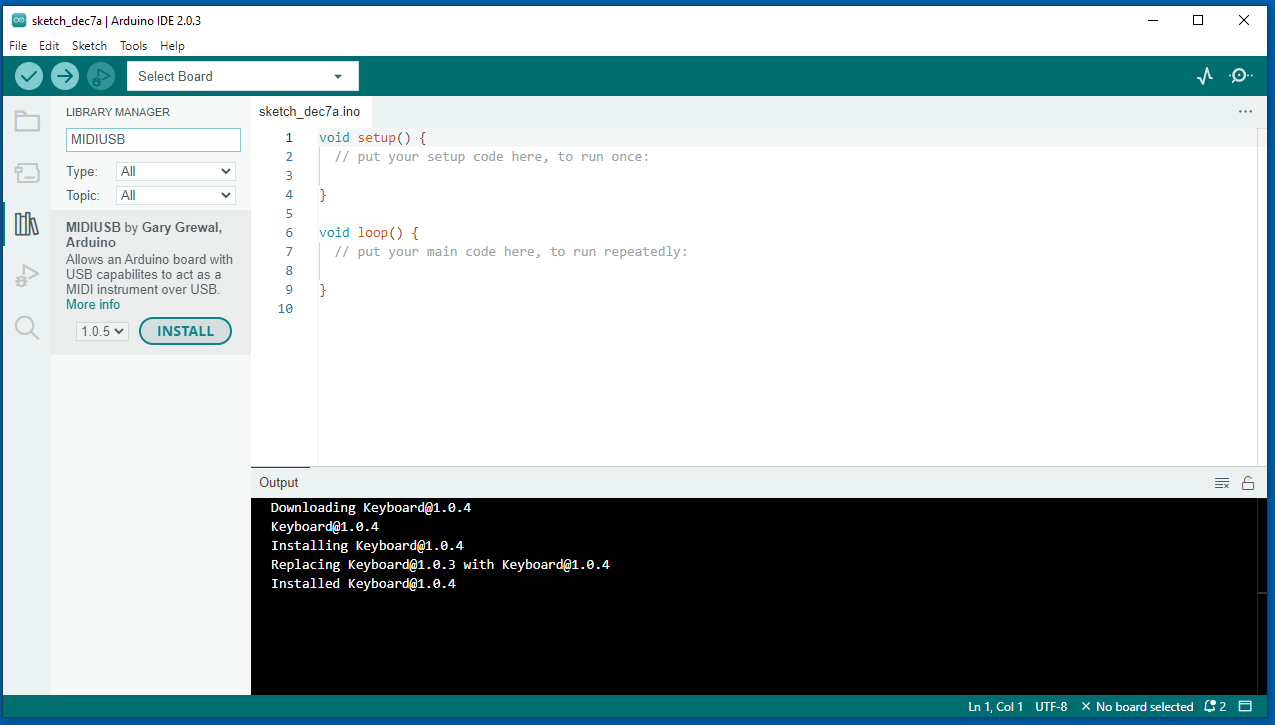 sketch_dec7a | Arduino IDE 2.0.3
File Edit Sketch Tools Help
Select Board
LIBRARY MANAGER
MIDIUSB
Type: All
Topic: All
MIDIUSB by Gary Grewal,
Arduino
Allows an Arduino board with
USB capabilites to act as a
MIDI instrument over USB.
More info
1.0.5 INSTALL
sketch_dec7a.ino
1 void setup() {
2 // put your setup code here, to run once:
3
4 }
5
6 void loop() {
7 // put your main code here, to run repeatedly:
8
9 }
10
Output
Downloading Keyboard@1.0.4
Keyboard@1.0.4
Installing Keyboard@1.0.4
Replacing Keyboard@1.0.3 with Keyboard@1.0.4
Installed Keyboard@1.0.4
Ln 1, Col 1 UTF-8 × No board selected 2